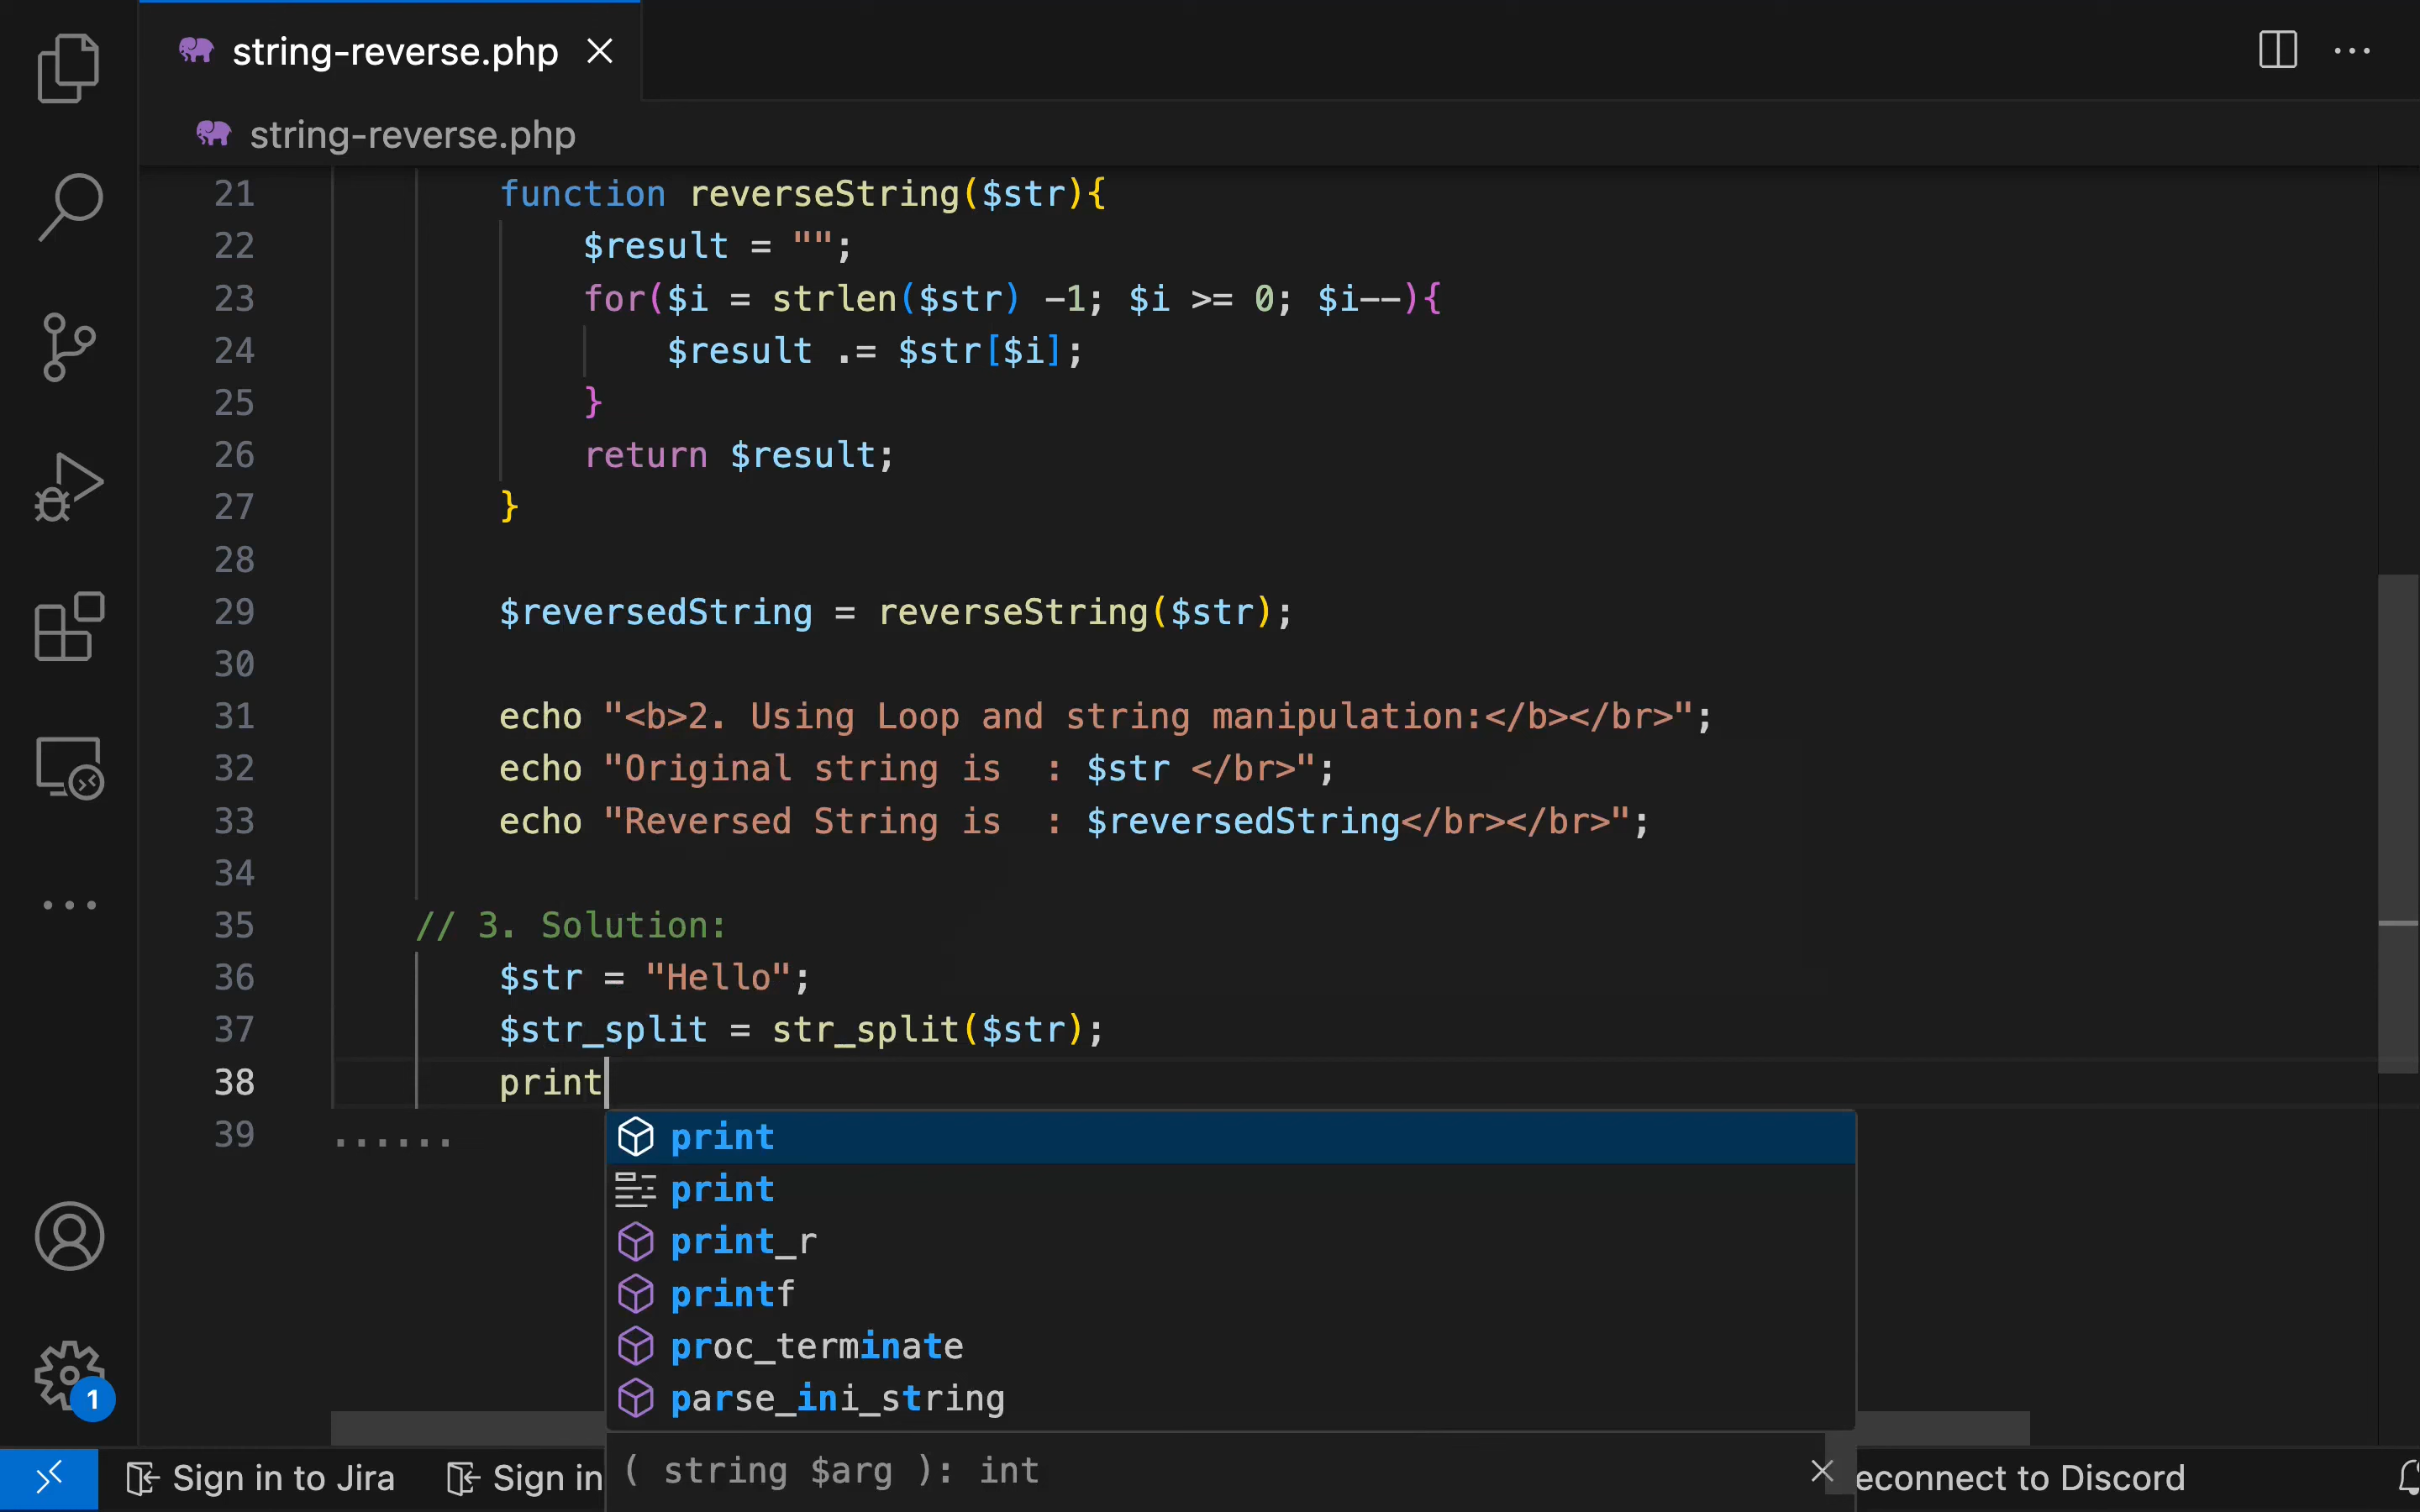 string-reverse.php
string-reverse.php
21 function reverseString($str){
22 $result = "";
23 for($i = strlen($str) -1; $i >= 0; $i--){
24 $result .= $str[$i];
25 }
26 return $result;
27 }
28
29 $reversedString = reverseString($str);
30
31 echo "<b>2. Using Loop and string manipulation:</b></br>";
32 echo "Original string is  : $str </br>";
33 echo "Reversed String is  : $reversedString</br></br>";
34
35 // 3. Solution:
36 $str = "Hello";
37 $str_split = str_split($str);
38 print
39 ......
print
print
print_r
printf
proc_terminate
parse_ini_string
( string $arg ): int
1
Sign in to Jira Sign in econnect to Discord